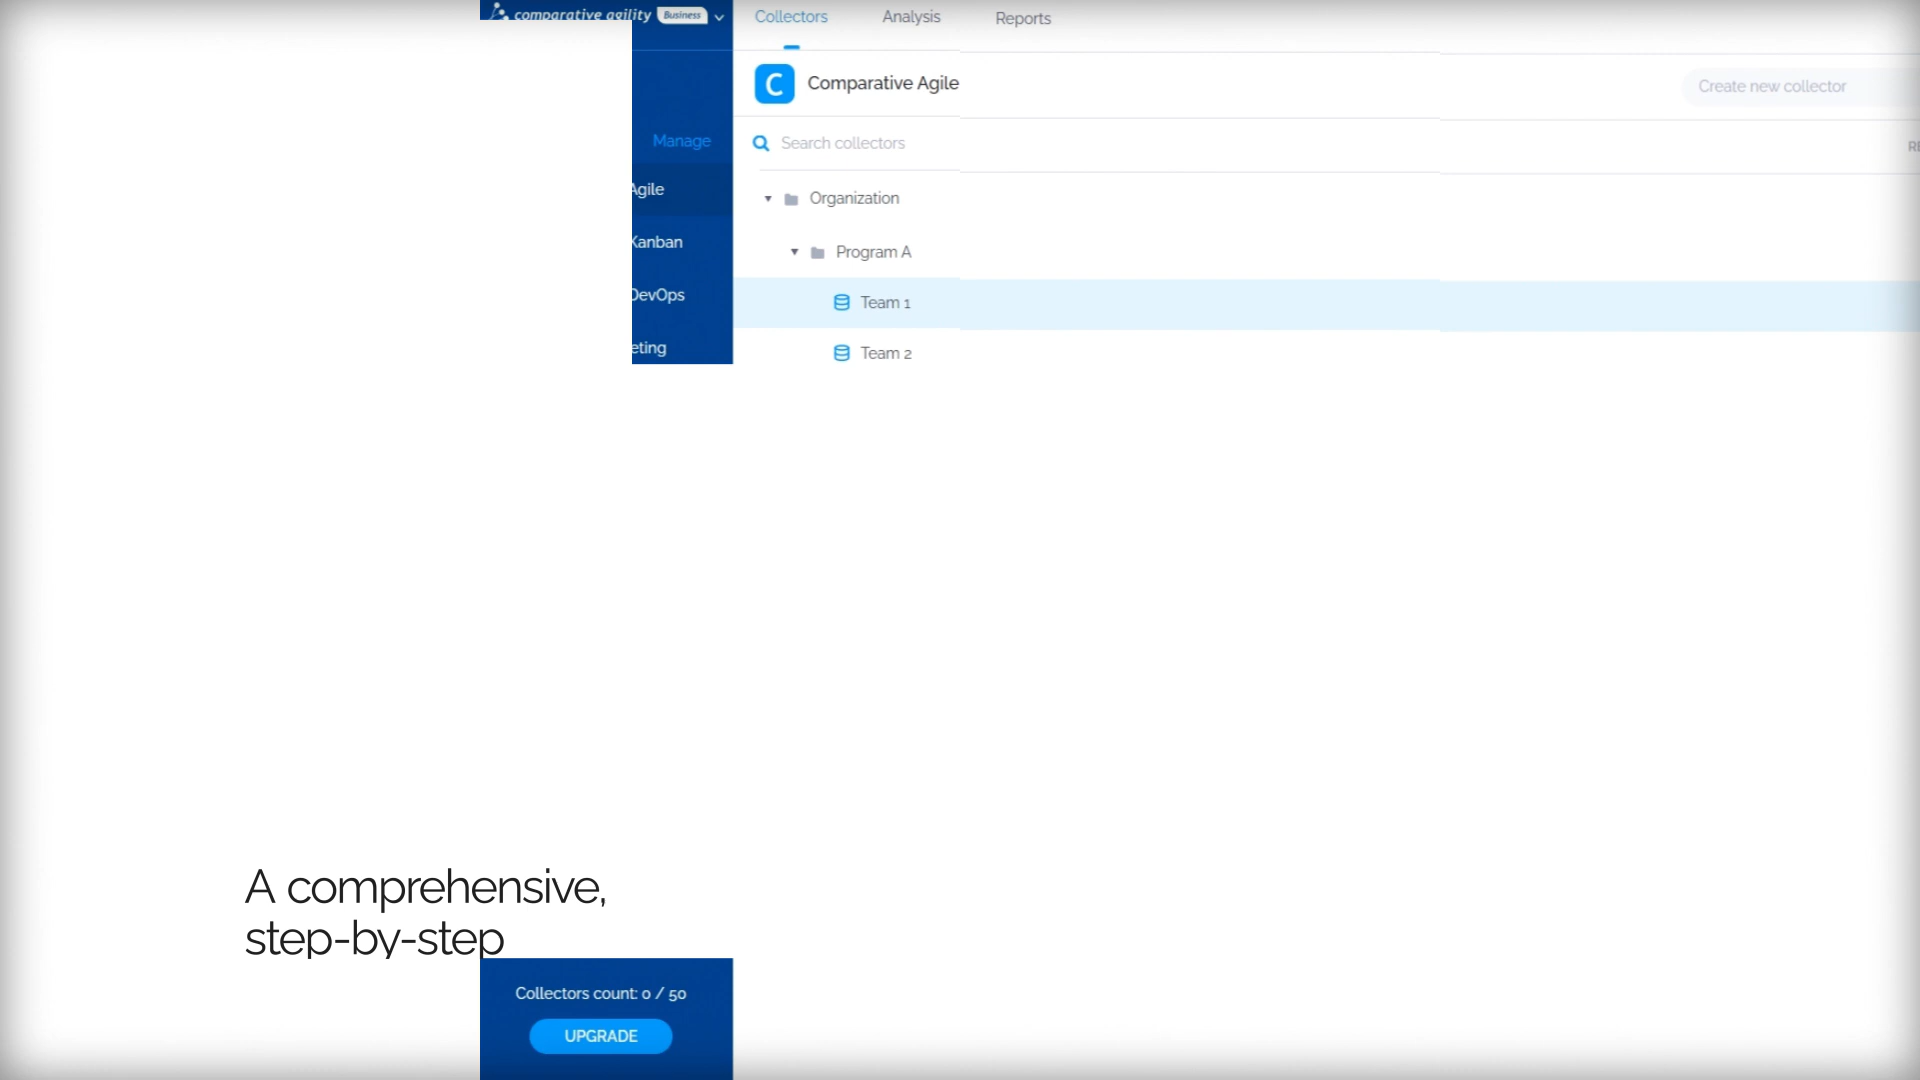 comparative agility Business
Collectors Analysis Reports
C Comparative Agile
Create new collector
Manage
Search collectors
Agile
Organization
Kanban
Program A
DevOps
Team 1
eting
Team 2
A comprehensive,
step-by-step
Collectors count: 0 / 50
UPGRADE